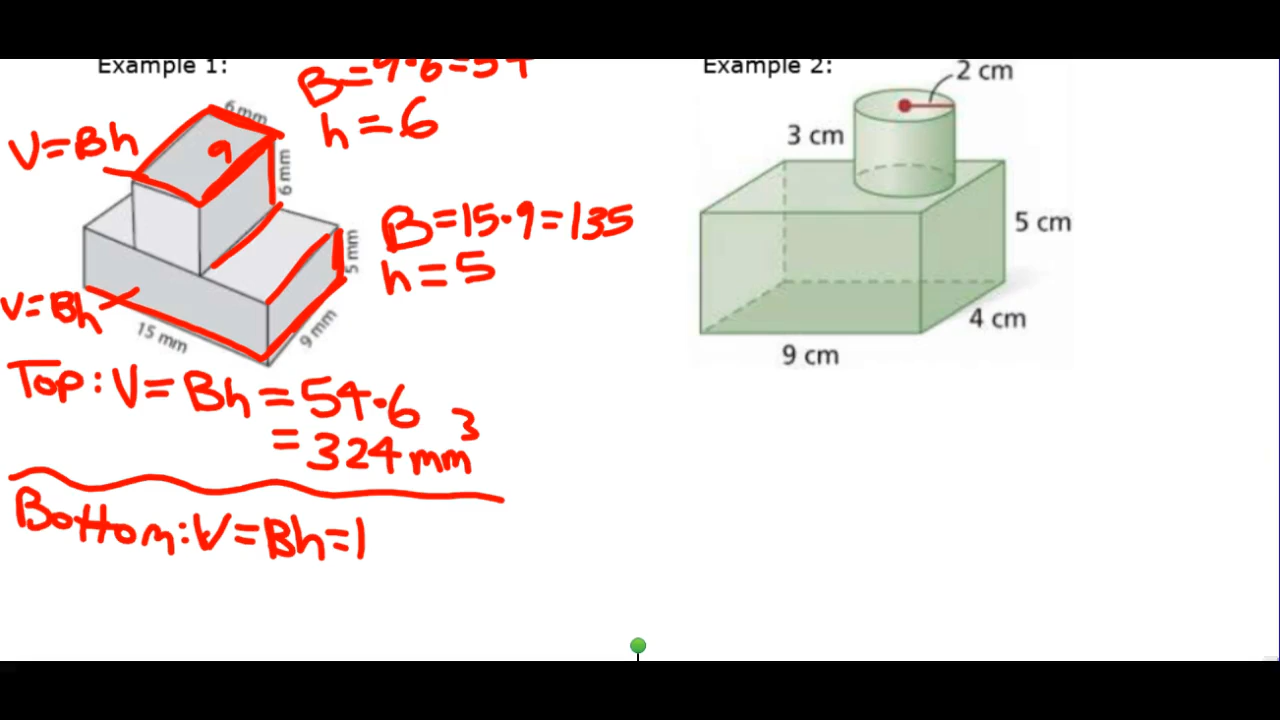 Example 1:
B=9·6=54
h=6
6 mm
V=Bh
9
6 mm
B=15·9=135
h=5
5 mm
V=Bh
15 mm
9 mm
Top: V=Bh=54·6
=324 mm³
Bottom: V=Bh=1
Example 2:
2 cm
3 cm
5 cm
4 cm
9 cm